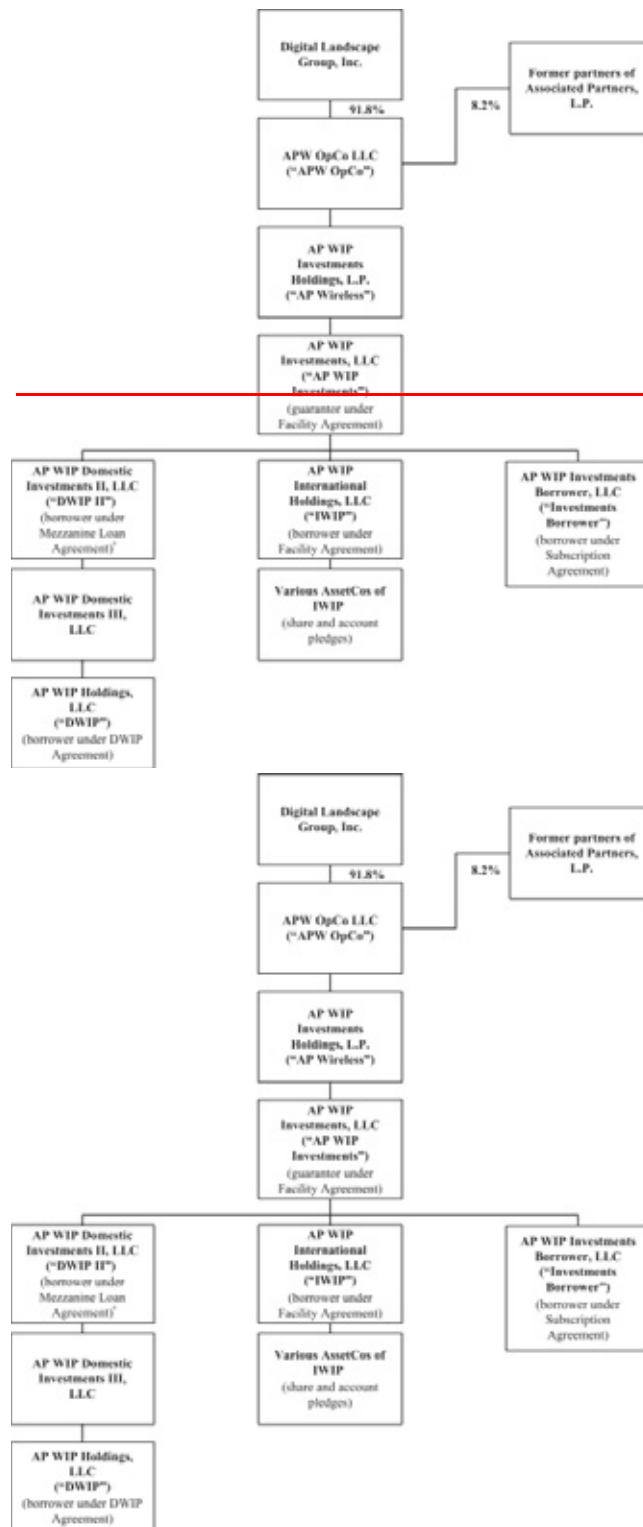 Digital Landscape
Group, Inc.
Former partners of
Associated Partners,
L.P.
91.8%
8.2%
APW OpCo LLC
(“APW OpCo”)
AP WIP
Investments
Holdings, L.P.
(“AP Wireless”)
AP WIP
Investments, LLC
(“AP WIP
Investments”)
(guarantor under
Facility Agreement)
AP WIP Domestic
Investments II, LLC
(“DWIP II”)
(borrower under
Mezzanine Loan
Agreement)*
AP WIP
International
Holdings, LLC
(“IWIP”)
(borrower under
Facility Agreement)
AP WIP Investments
Borrower, LLC
(“Investments
Borrower”)
(borrower under
Subscription
Agreement)
AP WIP Domestic
Investments III,
LLC
Various AssetCos of
IWIP
(share and account
pledges)
AP WIP Holdings,
LLC
(“DWIP”)
(borrower under DWIP
Agreement)
Digital Landscape
Group, Inc.
Former partners of
Associated Partners,
L.P.
91.8%
8.2%
APW OpCo LLC
(“APW OpCo”)
AP WIP
Investments
Holdings, L.P.
(“AP Wireless”)
AP WIP
Investments, LLC
(“AP WIP
Investments”)
(guarantor under
Facility Agreement)
AP WIP Domestic
Investments II, LLC
(“DWIP II”)
(borrower under
Mezzanine Loan
Agreement)*
AP WIP
International
Holdings, LLC
(“IWIP”)
(borrower under
Facility Agreement)
AP WIP Investments
Borrower, LLC
(“Investments
Borrower”)
(borrower under
Subscription
Agreement)
AP WIP Domestic
Investments III,
LLC
Various AssetCos of
IWIP
(share and account
pledges)
AP WIP Holdings,
LLC
(“DWIP”)
(borrower under DWIP
Agreement)